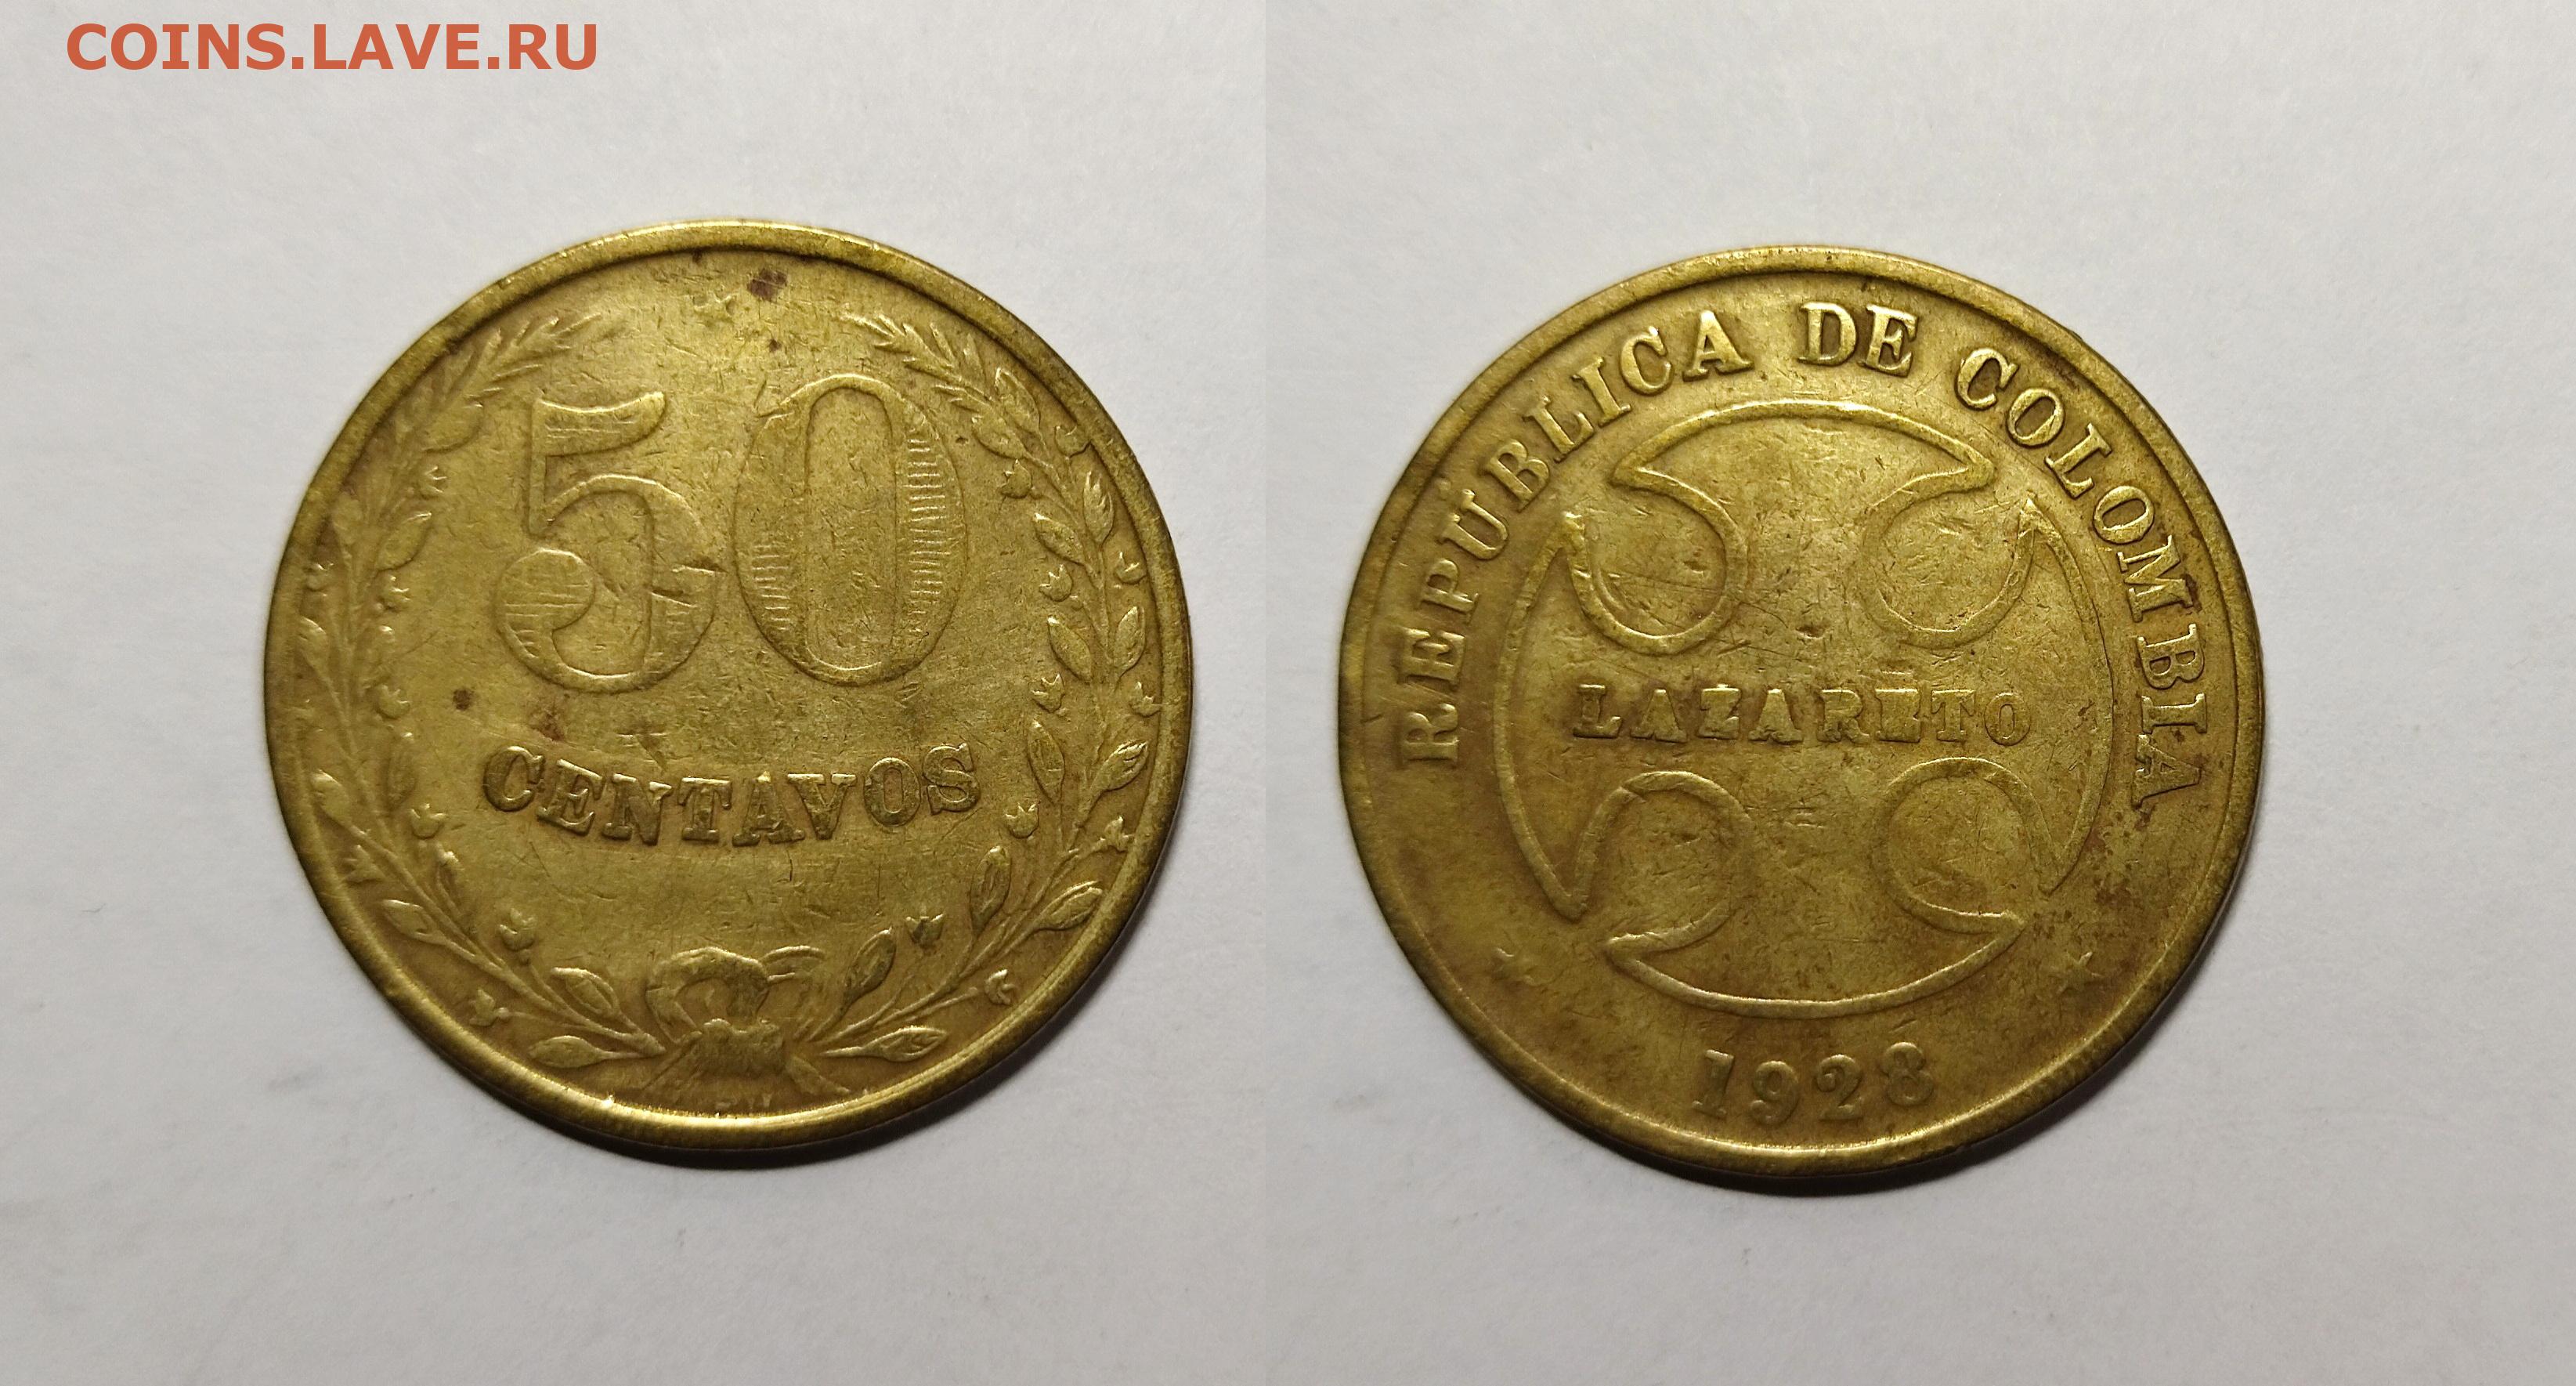 COINS.LAVE.RU
50
CENTAVOS
REPUBLICA DE COLOMBIA
LAZARETO
1928